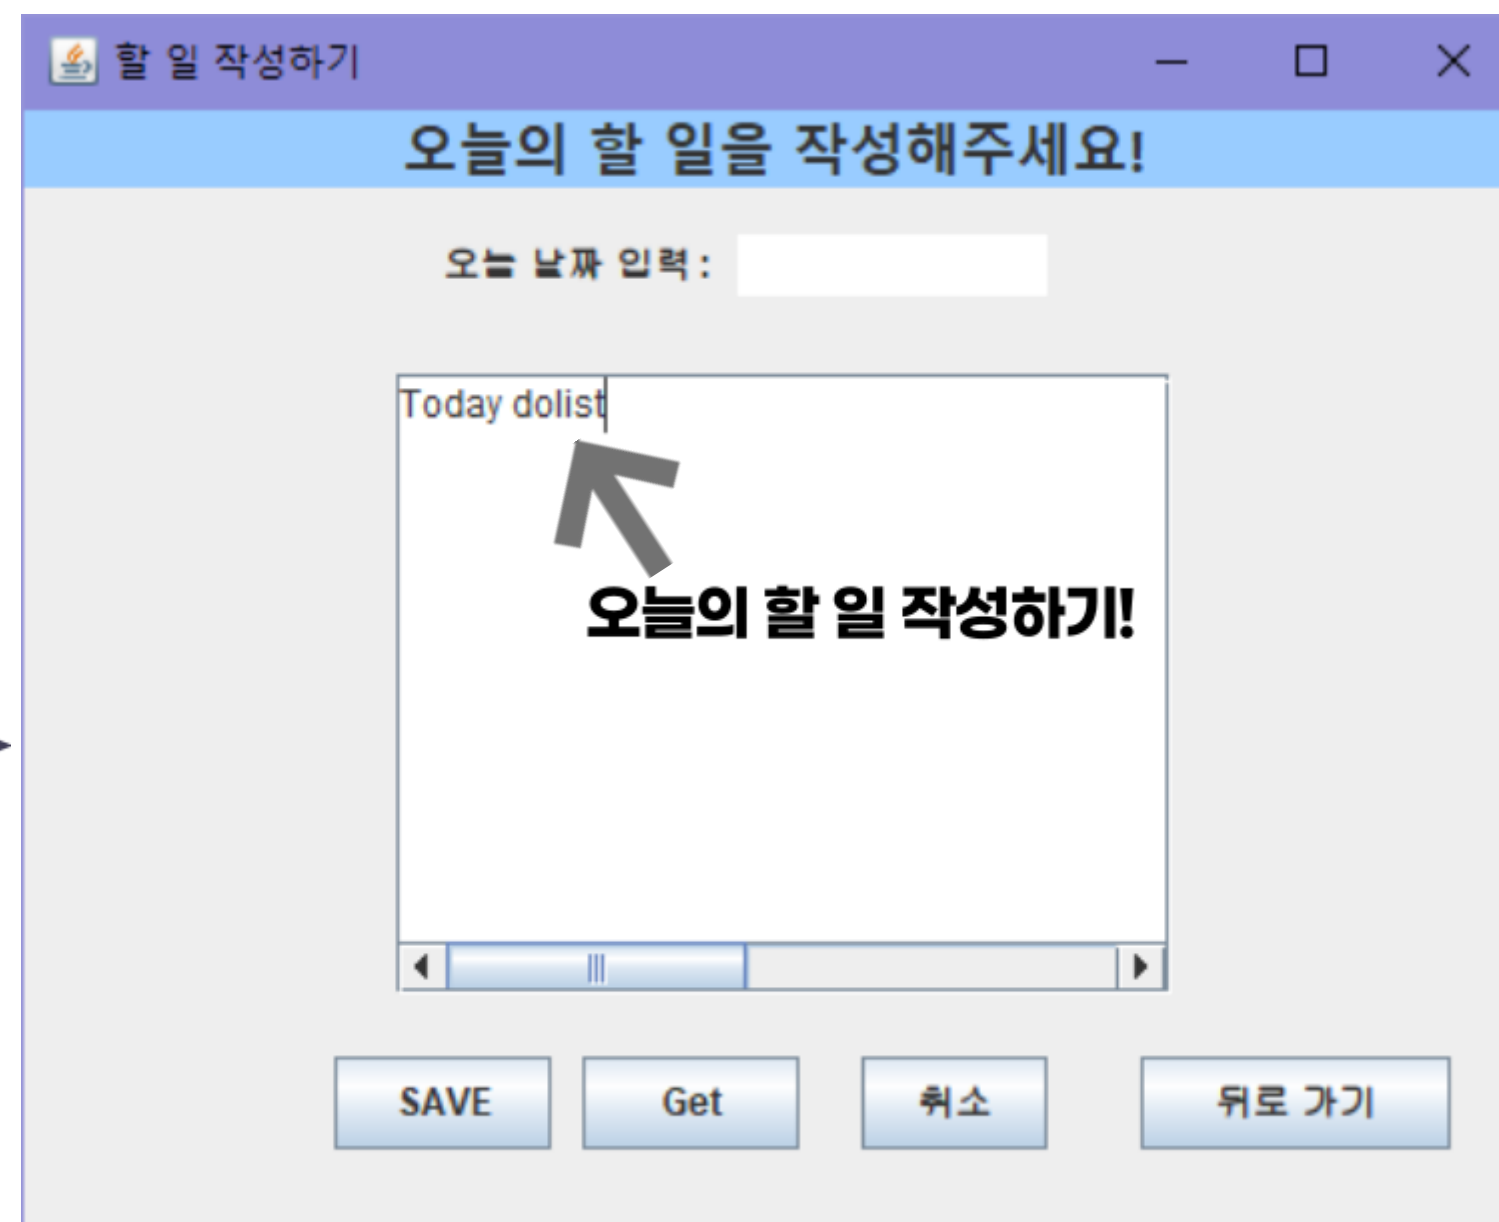 할 일 작성하기
오늘의 할 일을 작성해주세요!
오늘 날짜 입력 :
Today dolist
오늘의 할 일 작성하기!
SAVE
Get
취소
뒤로 가기